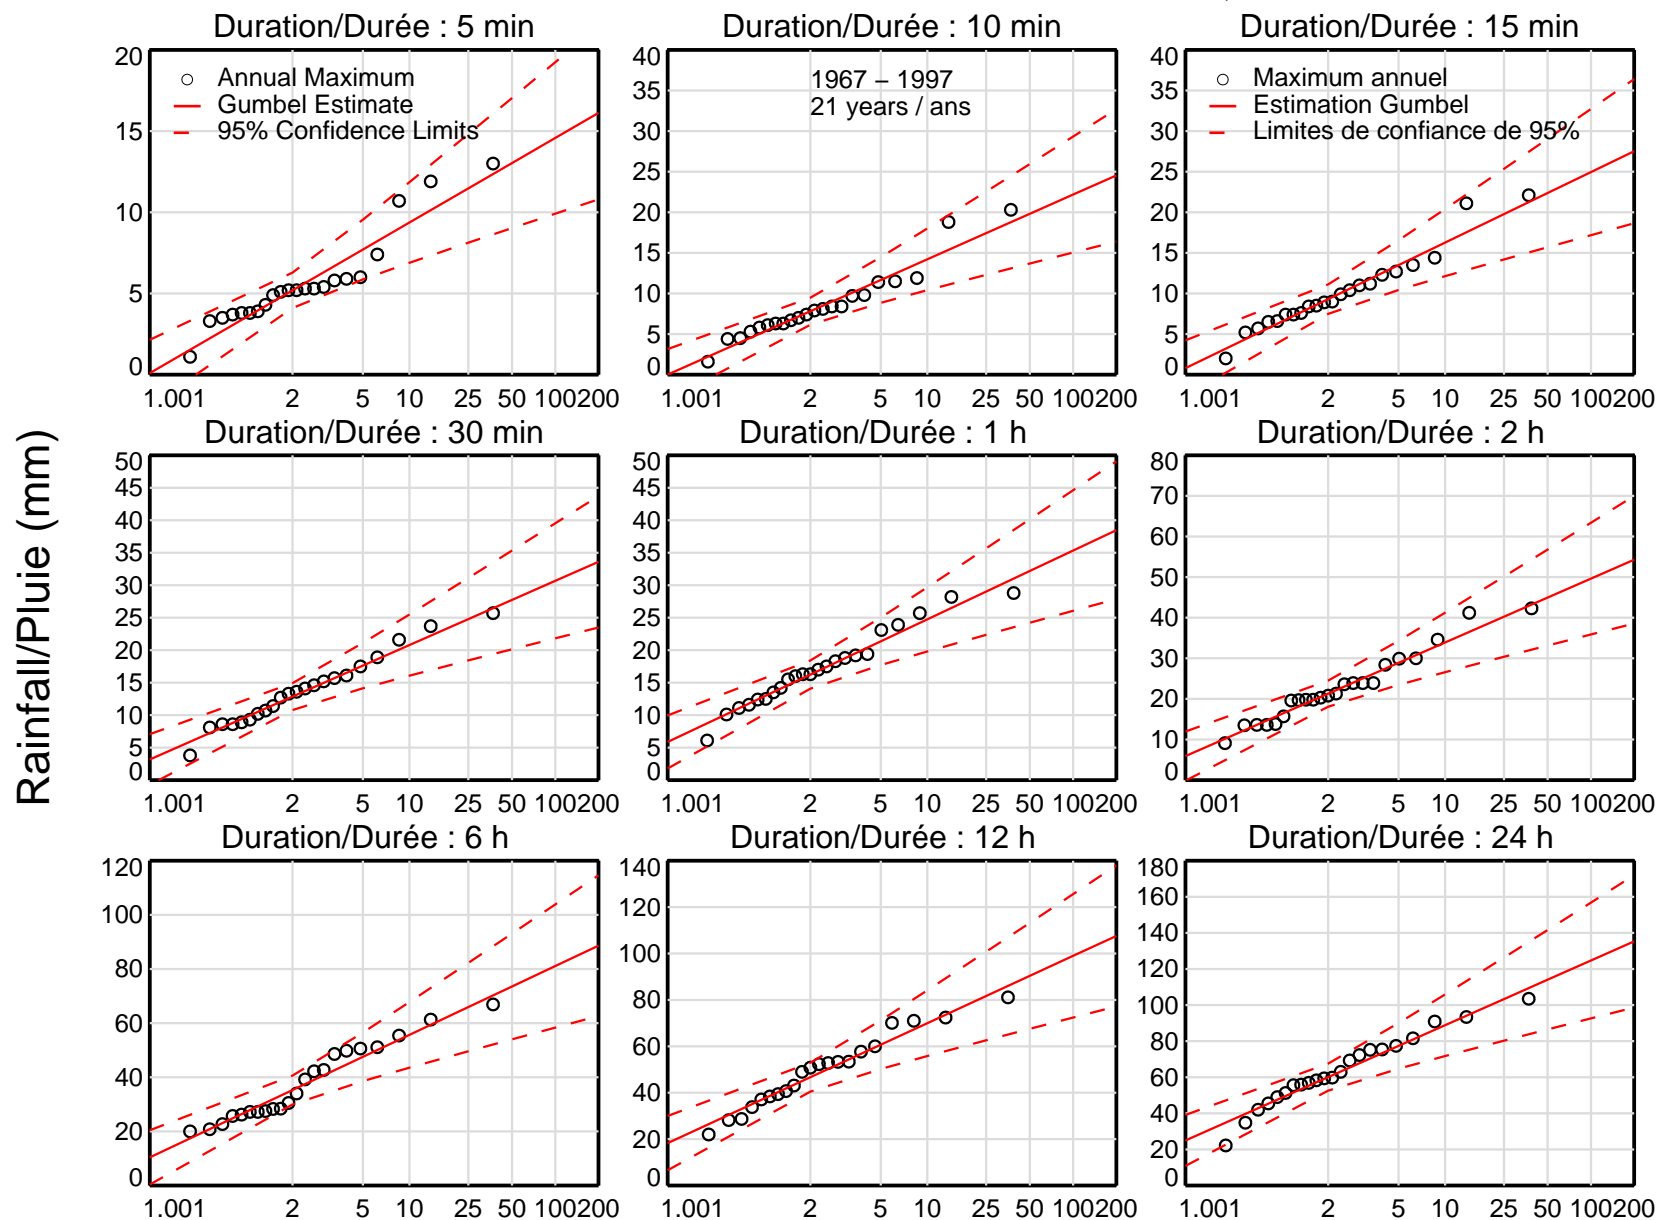 Duration/Durée : 5 min
Duration/Durée : 10 min
Duration/Durée : 15 min
20
15
10
5
0
Annual Maximum
Gumbel Estimate
95% Confidence Limits
1.001 2 5 10 25 50 100200
40
35
30
25
20
15
10
5
0
1967 – 1997
21 years / ans
1.001 2 5 10 25 50 100200
40
35
30
25
20
15
10
5
0
Maximum annuel
Estimation Gumbel
Limites de confiance de 95%
1.001 2 5 10 25 50 100200
Rainfall/Pluie (mm)
Duration/Durée : 30 min
Duration/Durée : 1 h
Duration/Durée : 2 h
50
45
40
35
30
25
20
15
10
5
0
1.001 2 5 10 25 50 100200
50
45
40
35
30
25
20
15
10
5
0
1.001 2 5 10 25 50 100200
80
70
60
50
40
30
20
10
0
1.001 2 5 10 25 50 100200
Duration/Durée : 6 h
Duration/Durée : 12 h
Duration/Durée : 24 h
120
100
80
60
40
20
0
1.001 2 5 10 25 50 100200
140
120
100
80
60
40
20
0
1.001 2 5 10 25 50 100200
180
160
140
120
100
80
60
40
20
0
1.001 2 5 10 25 50 100200